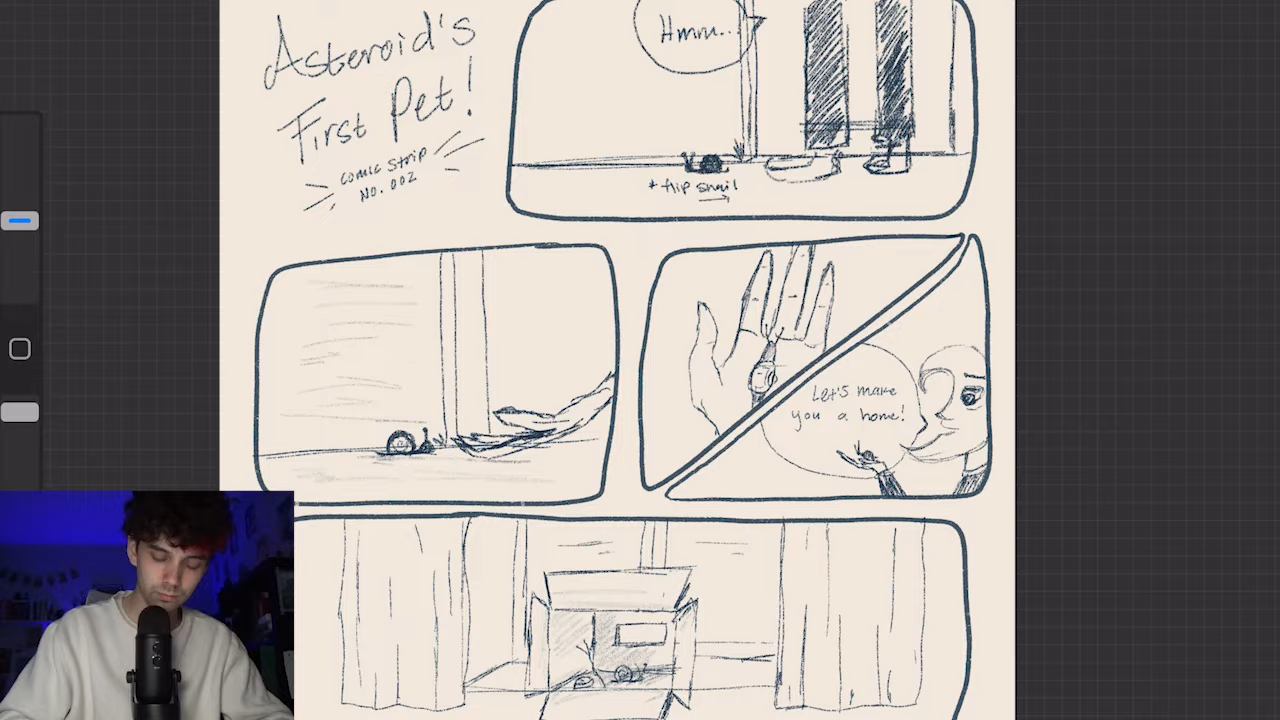 Asteroid's
First Pet!
comic strip
No. 002
Hmm..
* flip snail
Let's make
you a home!